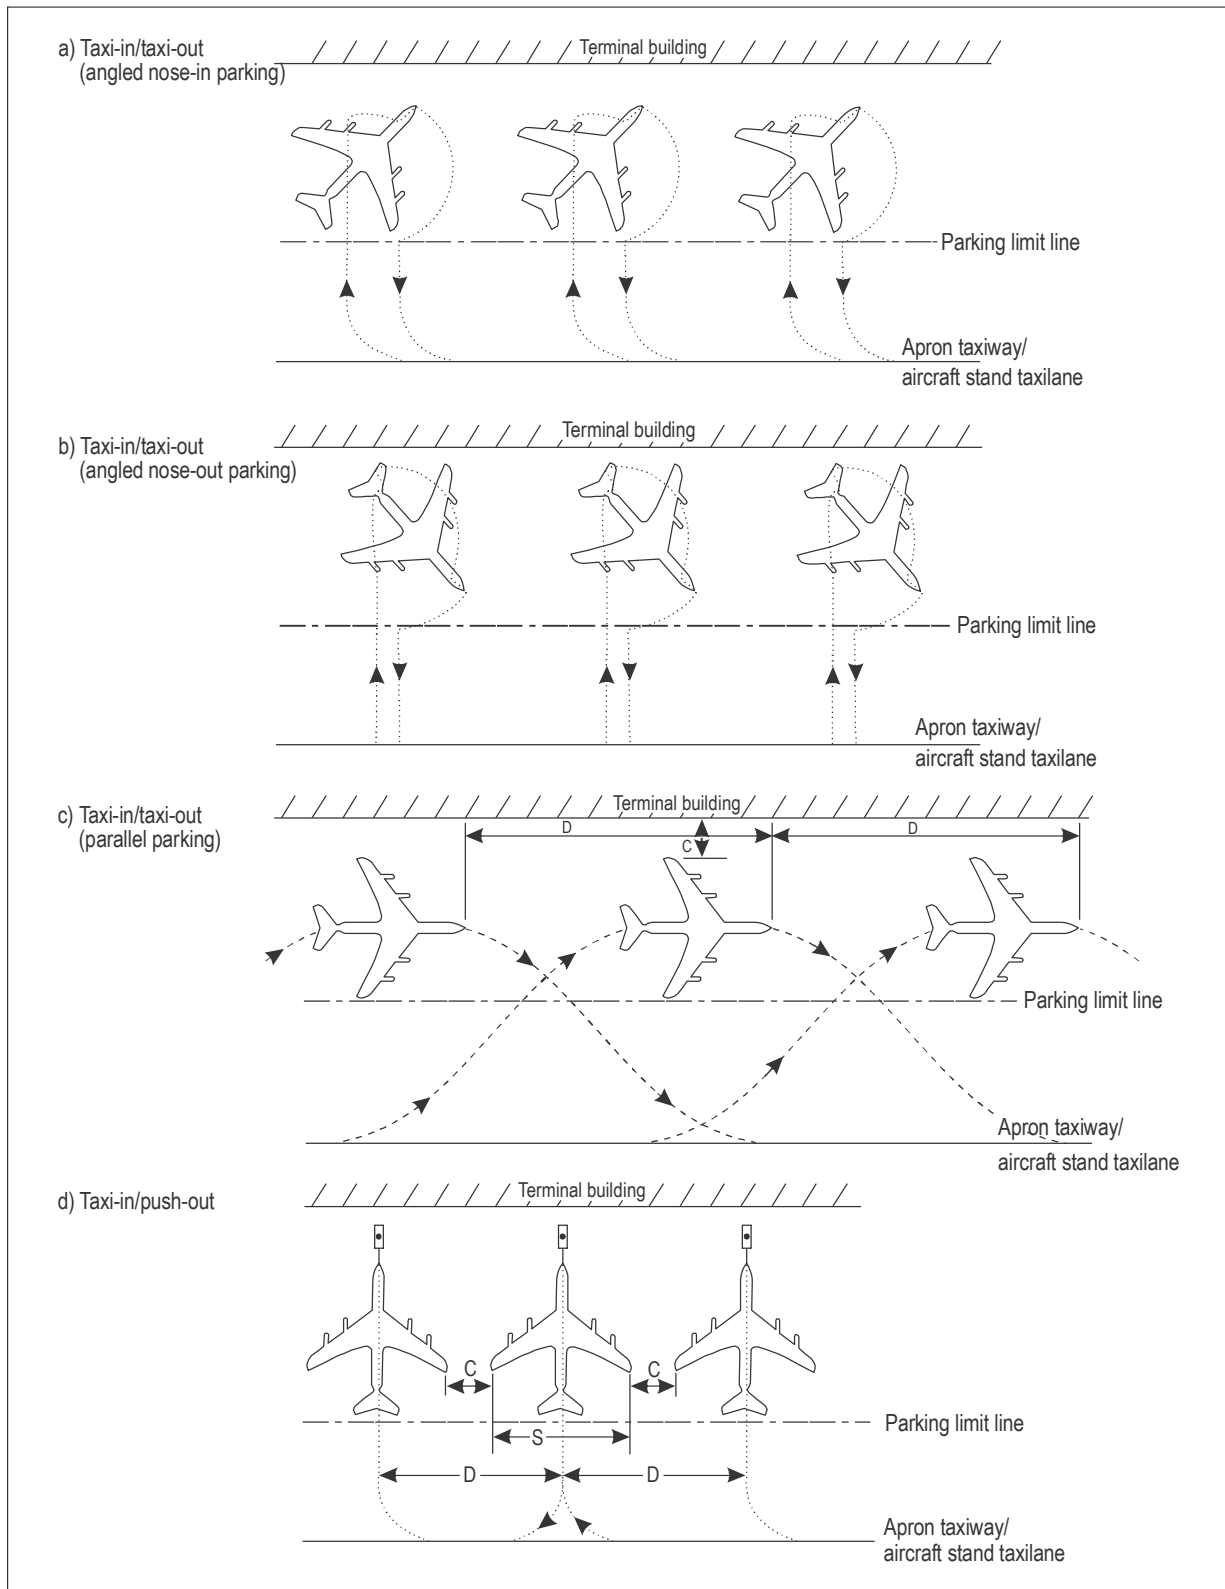 a) Taxi-in/taxi-out
(angled nose-in parking)
Terminal building
Parking limit line
Apron taxiway/
aircraft stand taxilane
b) Taxi-in/taxi-out
(angled nose-out parking)
Terminal building
Parking limit line
Apron taxiway/
aircraft stand taxilane
c) Taxi-in/taxi-out
(parallel parking)
Terminal building
D
D
C
Parking limit line
Apron taxiway/
aircraft stand taxilane
d) Taxi-in/push-out
Terminal building
C
C
Parking limit line
S
D
D
Apron taxiway/
aircraft stand taxilane